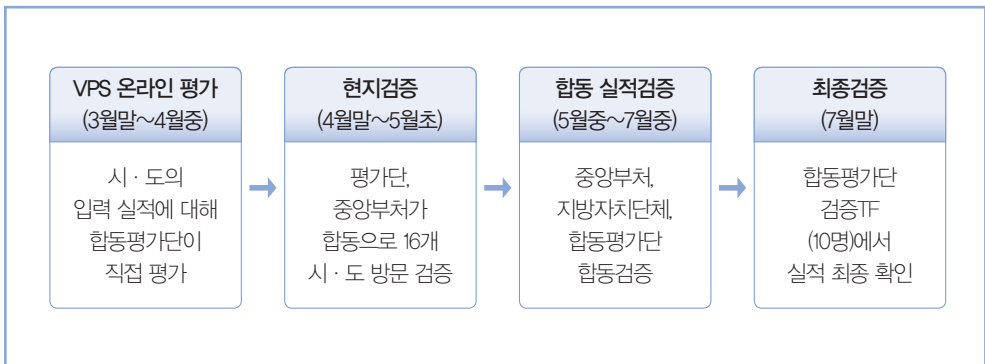 VPS 온라인 평가
(3월말~4월중)
시 · 도의
입력 실적에 대해
합동평가단이
직접 평가
현지검증
(4월말~5월초)
평가단,
중앙부처가
합동으로 16개
시 · 도 방문 검증
합동 실적검증
(5월중~7월중)
중앙부처,
지방자치단체,
합동평가단
합동검증
최종검증
(7월말)
합동평가단
검증TF
(10명)에서
실적 최종 확인